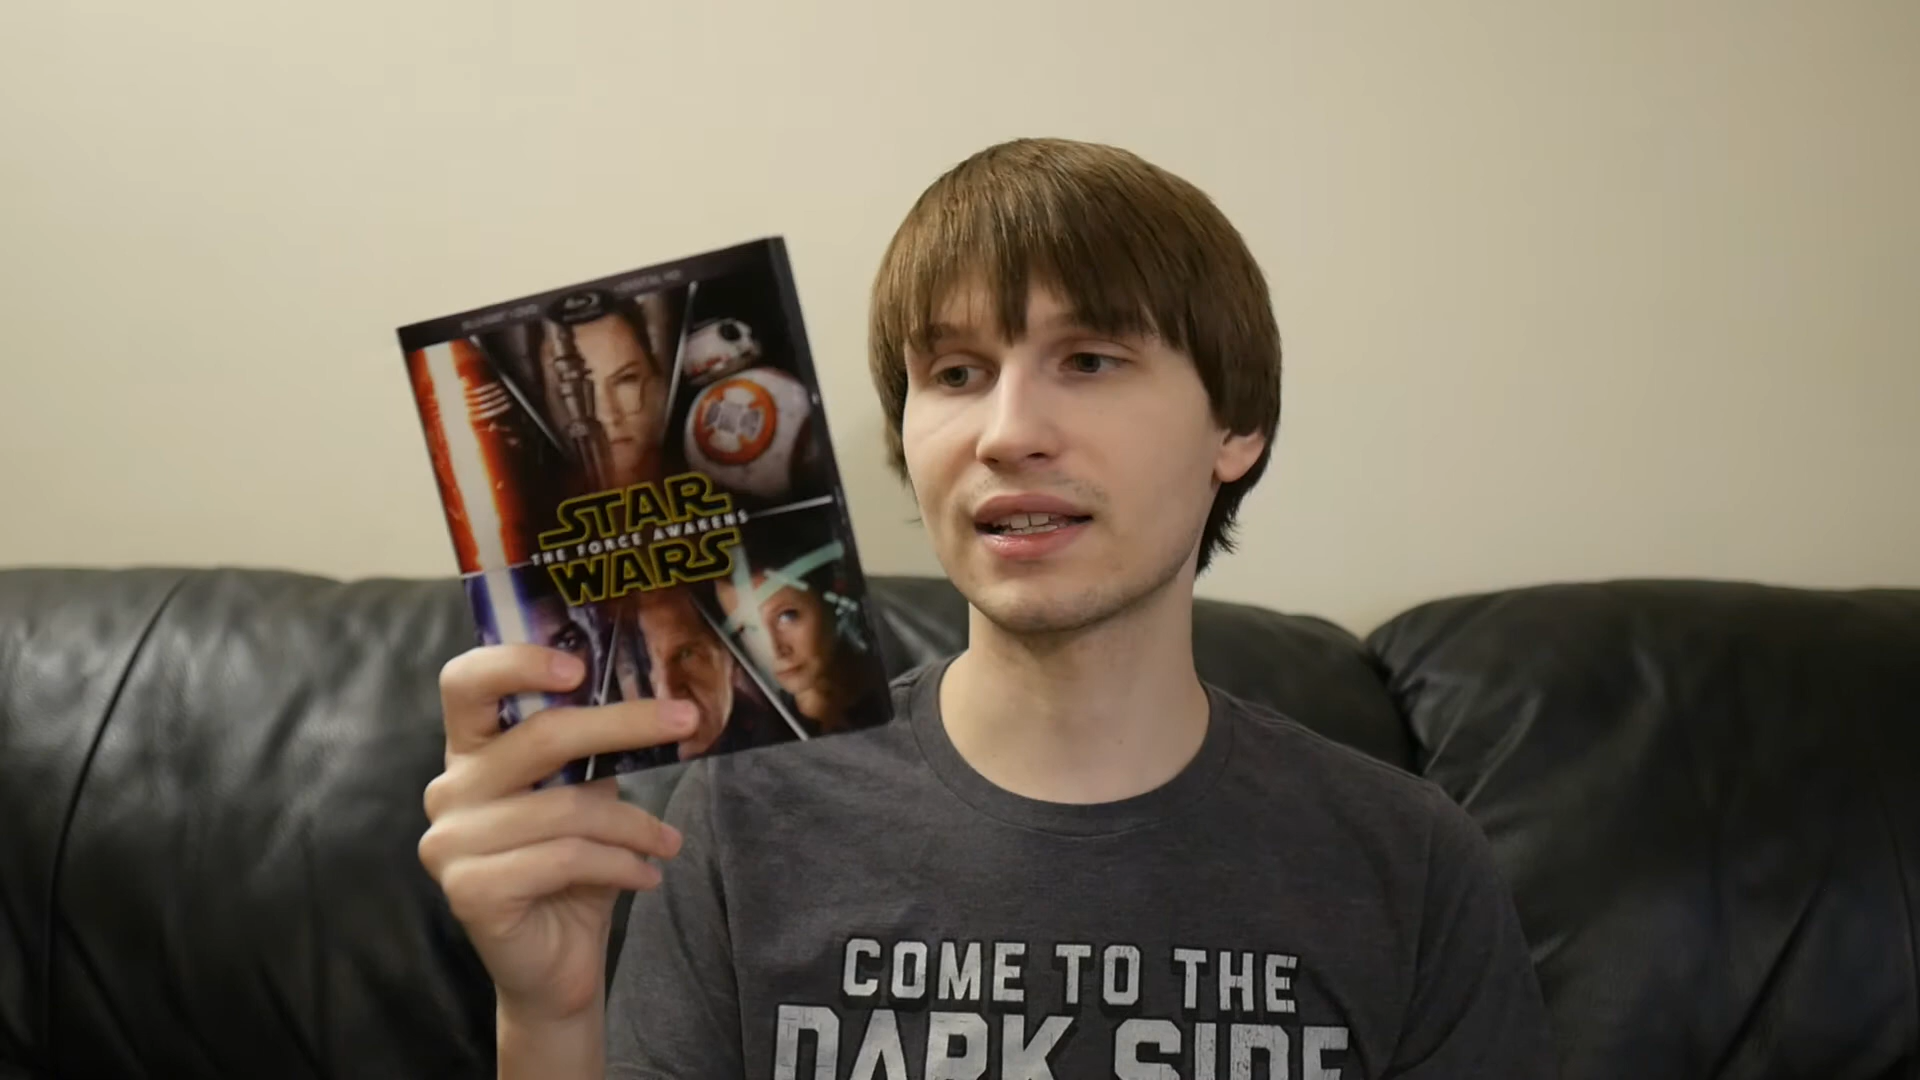 STAR
THE FORCE AWAKENS
WARS
COME TO THE
DARK SIDE